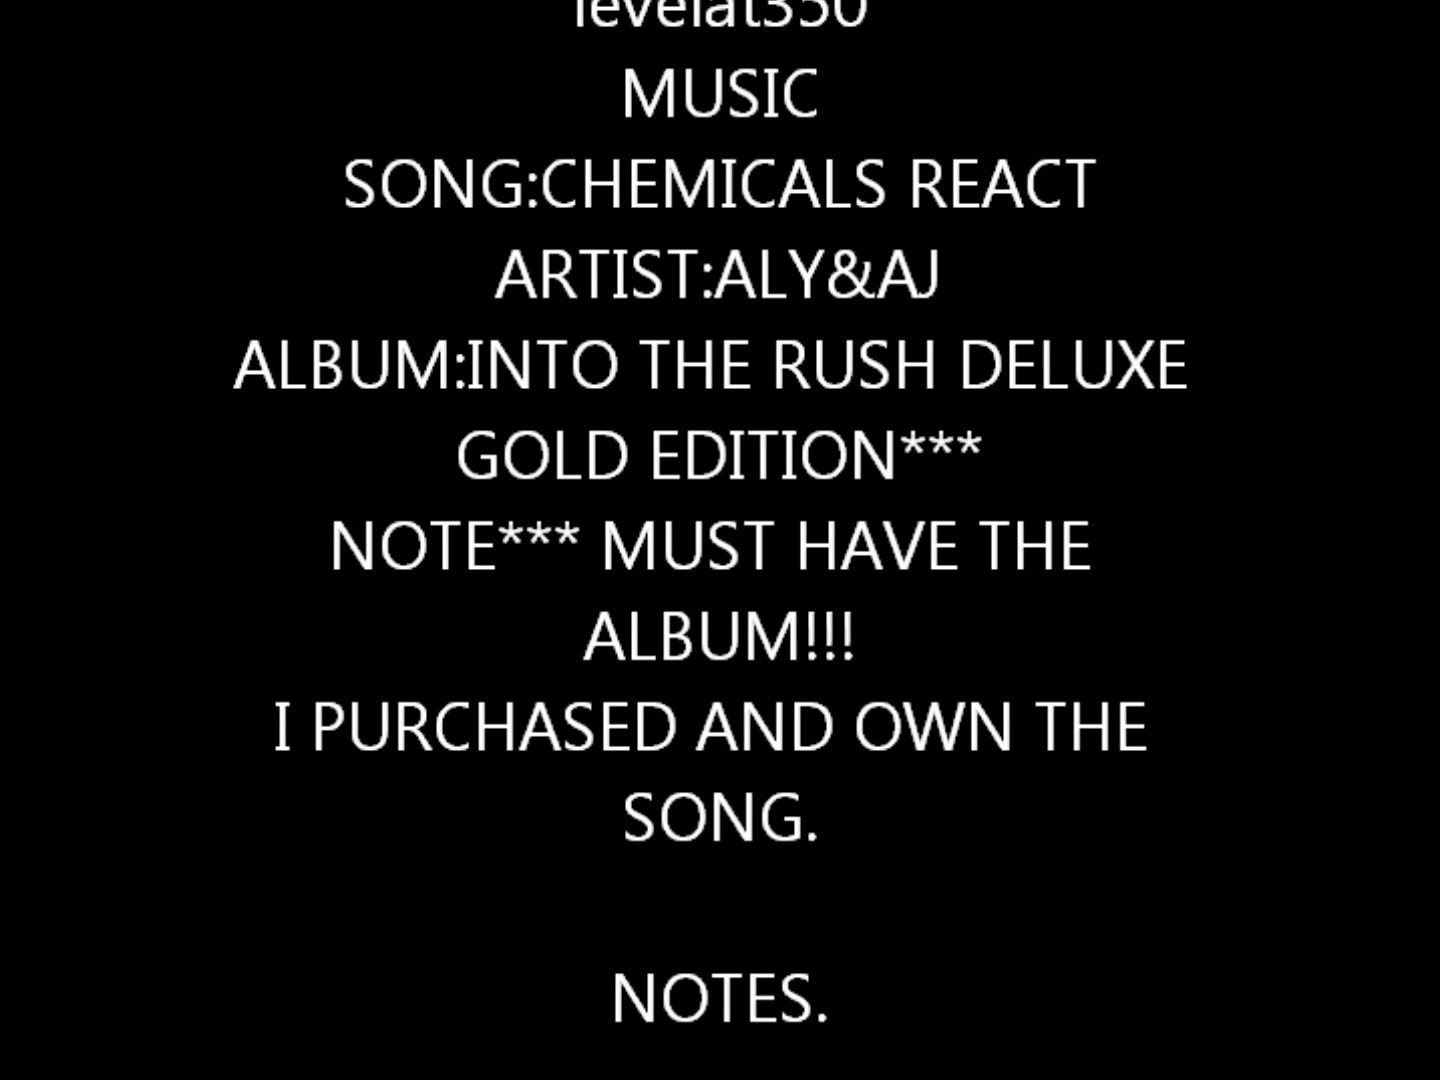 levelat350
MUSIC
SONG:CHEMICALS REACT
ARTIST:ALY&AJ
ALBUM:INTO THE RUSH DELUXE
GOLD EDITION***
NOTE*** MUST HAVE THE
ALBUM!!!
I PURCHASED AND OWN THE
SONG.
NOTES.